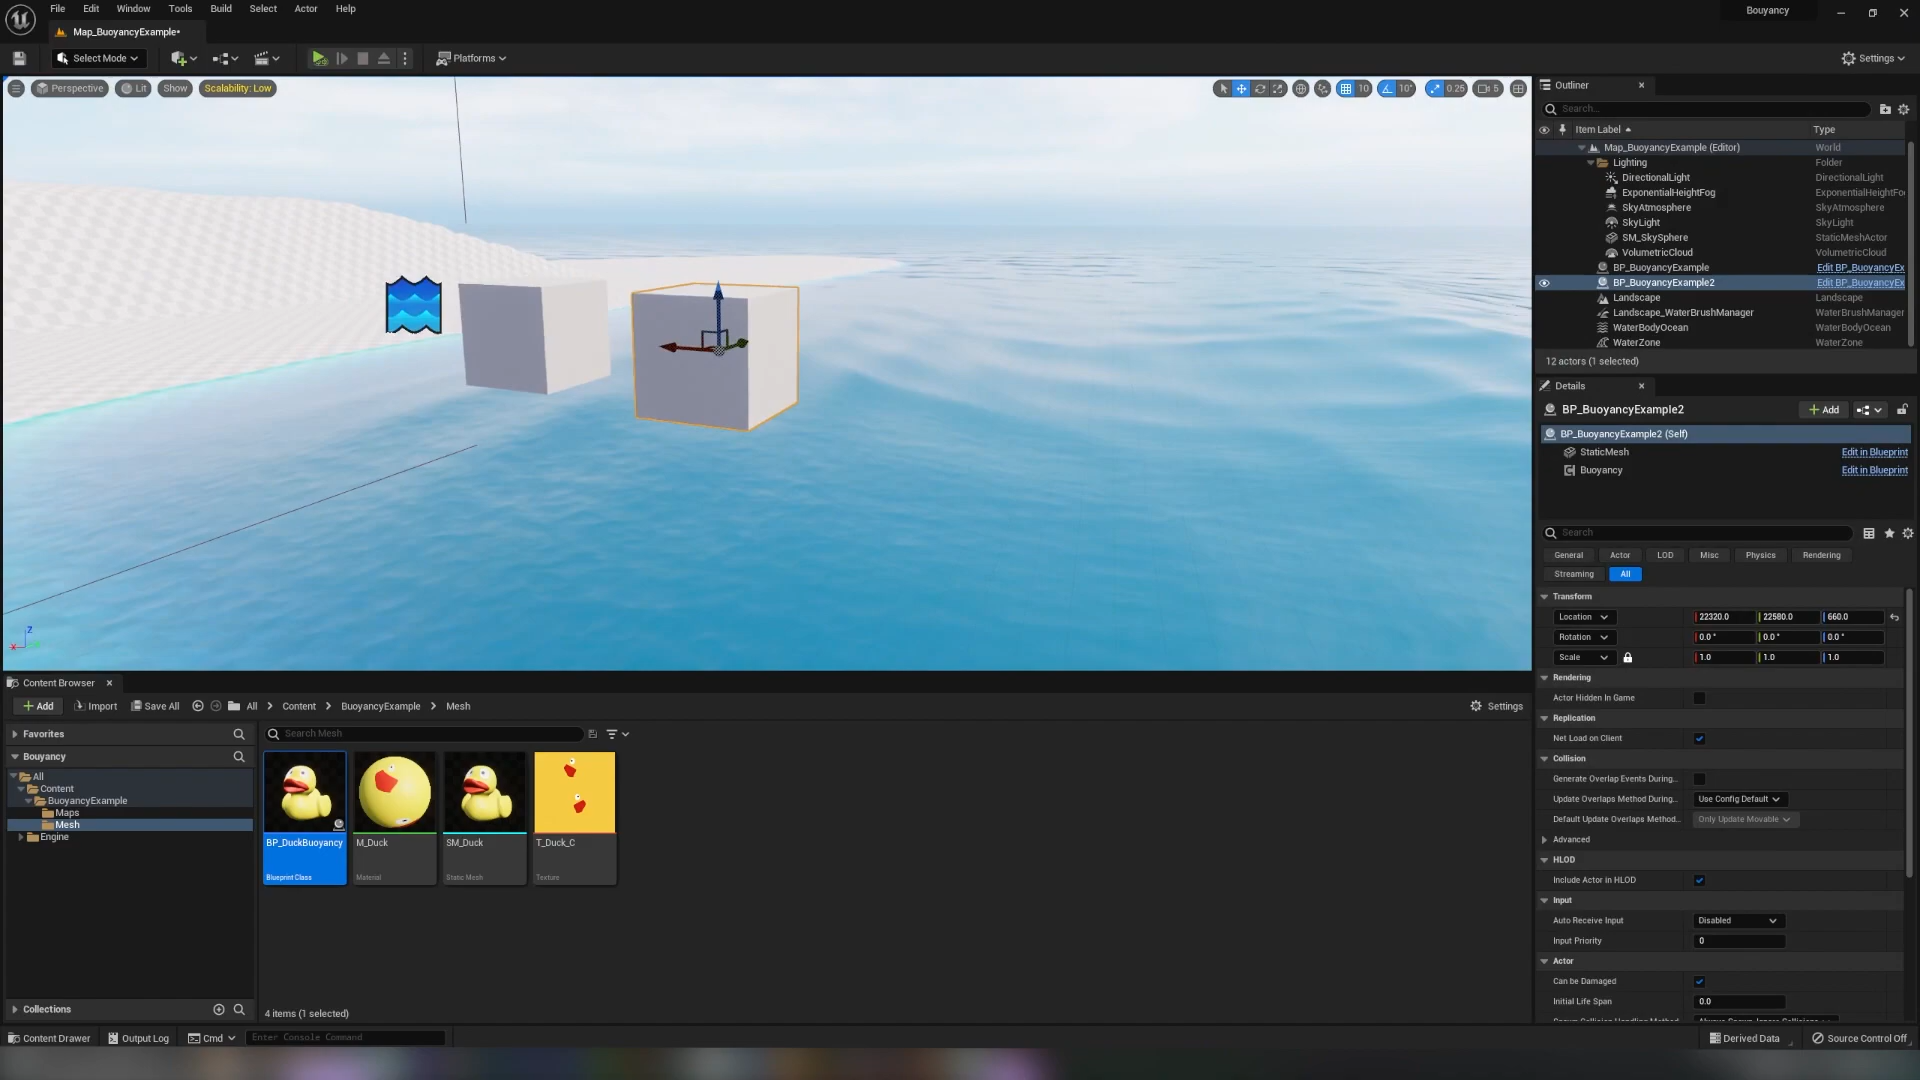 File Edit Window Tools Build Select Actor Help
Bouyancy
Map_BuoyancyExample*
Select Mode
Platforms
Settings
Perspective Lit Show Scalability: Low
10 10° 0.25 5
Outliner
Search...
Item Label Type
Map_BuoyancyExample (Editor) World
Lighting Folder
DirectionalLight DirectionalLight
ExponentialHeightFog ExponentialHeightFo
SkyAtmosphere SkyAtmosphere
SkyLight SkyLight
SM_SkySphere StaticMeshActor
VolumetricCloud VolumetricCloud
BP_BuoyancyExample Edit BP_BuoyancyEx
BP_BuoyancyExample2 Edit BP_BuoyancyEx
Landscape Landscape
Landscape_WaterBrushManager WaterBrushManager
WaterBodyOcean WaterBodyOcean
WaterZone WaterZone
12 actors (1 selected)
Details
BP_BuoyancyExample2
Add
BP_BuoyancyExample2 (Self)
StaticMesh Edit in Blueprint
Buoyancy Edit in Blueprint
Search
General Actor LOD Misc Physics Rendering
Streaming All
Transform
Location 22320.0 22580.0 660.0
Rotation 0.0 ° 0.0 ° 0.0 °
Scale 1.0 1.0 1.0
Rendering
Actor Hidden In Game
Replication
Net Load on Client
Collision
Generate Overlap Events During..
Update Overlaps Method During.. Use Config Default
Default Update Overlaps Method... Only Update Movable
Advanced
HLOD
Include Actor in HLOD
Input
Auto Receive Input Disabled
Input Priority 0
Actor
Can be Damaged
Initial Life Span 0.0
Z
X
Content Browser
Add Import Save All All Content BuoyancyExample Mesh Settings
Favorites
Bouyancy
All
Content
BuoyancyExample
Maps
Mesh
Engine
Collections
Search Mesh
BP_DuckBuoyancy M_Duck SM_Duck T_Duck_C
Blueprint Class Material Static Mesh Texture
4 items (1 selected)
Content Drawer Output Log Cmd Enter Console Command
Derived Data Source Control Off